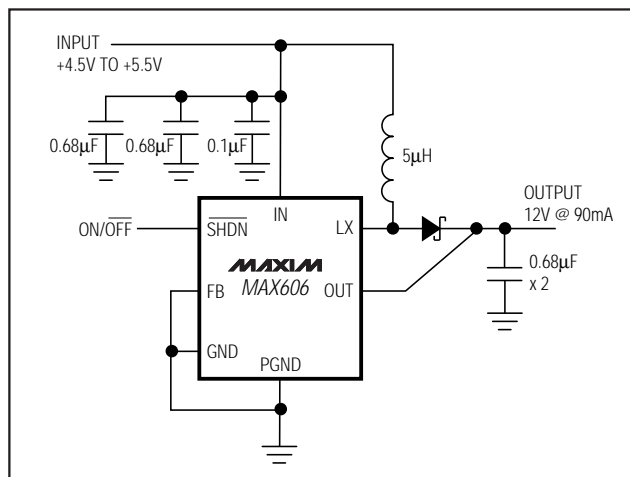 INPUT
+4.5V TO +5.5V
0.68µF
0.68µF
0.1µF
5µH
OUTPUT
12V @ 90mA
IN
ON/OFF
SHDN
LX
MAXIM
MAX606
0.68µF
x 2
FB
OUT
GND
PGND